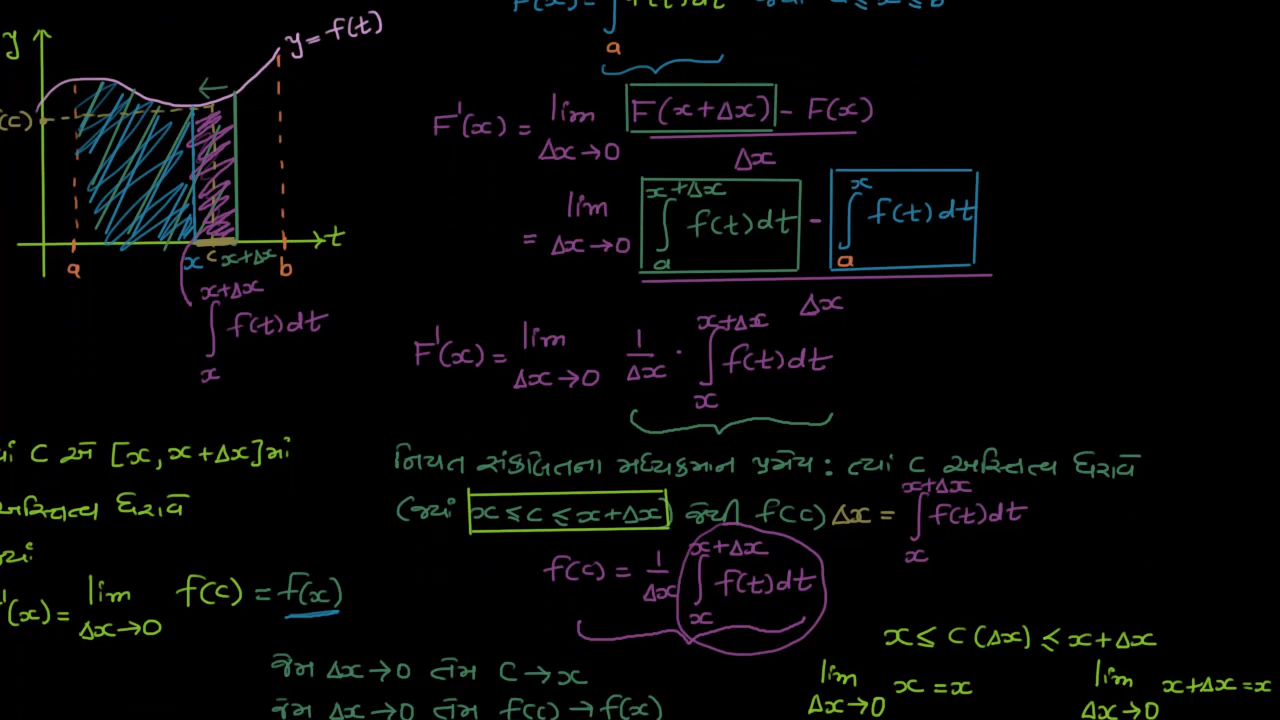 y = f(t)
y
t
a
x
c
x+Δx
b
∫ₓ^(x+Δx) f(t)dt
F'(x) = lim Δx→0 (F(x+Δx) - F(x)) / Δx
= lim Δx→0 (∫ₐ^(x+Δx) f(t)dt - ∫ₐ^x f(t)dt) / Δx
F'(x) = lim Δx→0 1/Δx · ∫ₓ^(x+Δx) f(t)dt
નિયત સંકલિતના મધ્યકમાન પ્રમેય : ત્યાં C અસ્તિત્વ ધરાવે
(જ્યાં x ≤ c ≤ x+Δx) જેથી f(c) Δx = ∫ₓ^(x+Δx) f(t)dt
f(c) = 1/Δx ∫ₓ^(x+Δx) f(t)dt
C એ [x, x+Δx]માં
ધરાવે
(x) = lim Δx→0 f(c) = f(x)
જેમ Δx→0 તેમ C→x
જેમ Δx→0 તેમ f(c)→f(x)
x ≤ C(Δx) ≤ x+Δx
lim Δx→0 x = x
lim Δx→0 x+Δx = x